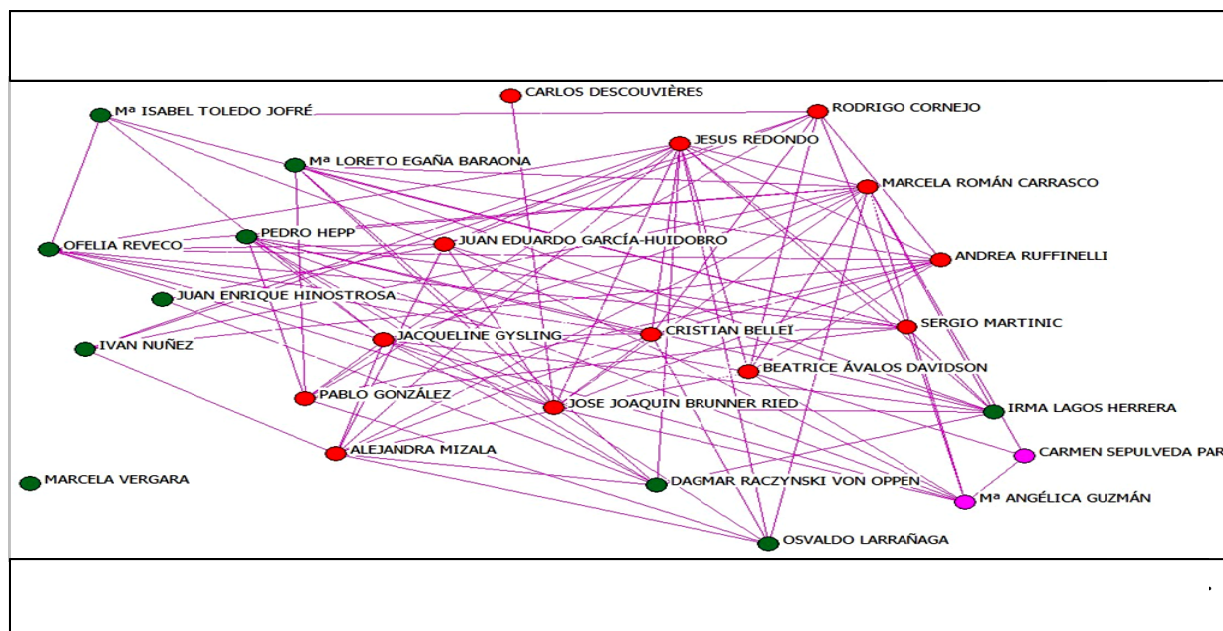 CARLOS DESCOUVIÈRES
Mª ISABEL TOLEDO JOFRÉ
RODRIGO CORNEJO
JESUS REDONDO
Mª LORETO EGAÑA BARAONA
MARCELA ROMÁN CARRASCO
PEDRO HEPP
OFELIA REVECO
JUAN EDUARDO GARCÍA-HUIDOBRO
ANDREA RUFFINELLI
JUAN ENRIQUE HINOSTROSA
SERGIO MARTINIC
CRISTIAN BELLEÏ
JACQUELINE GYSLING
IVAN NUÑEZ
BEATRICE ÁVALOS DAVIDSON
PABLO GONZÁLEZ
JOSE JOAQUIN BRUNNER RIED
IRMA LAGOS HERRERA
ALEJANDRA MIZALA
CARMEN SEPULVEDA PAR
MARCELA VERGARA
DAGMAR RACZYNSKI VON OPPEN
Mª ANGÉLICA GUZMÁN
OSVALDO LARRAÑAGA